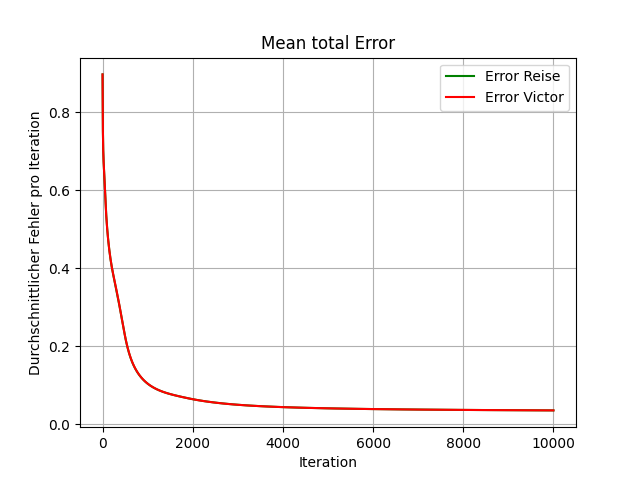 Mean total Error
Error Reise
Error Victor
Durchschnittlicher Fehler pro Iteration
0.8
0.6
0.4
0.2
0.0
0 2000 4000 6000 8000 10000
Iteration